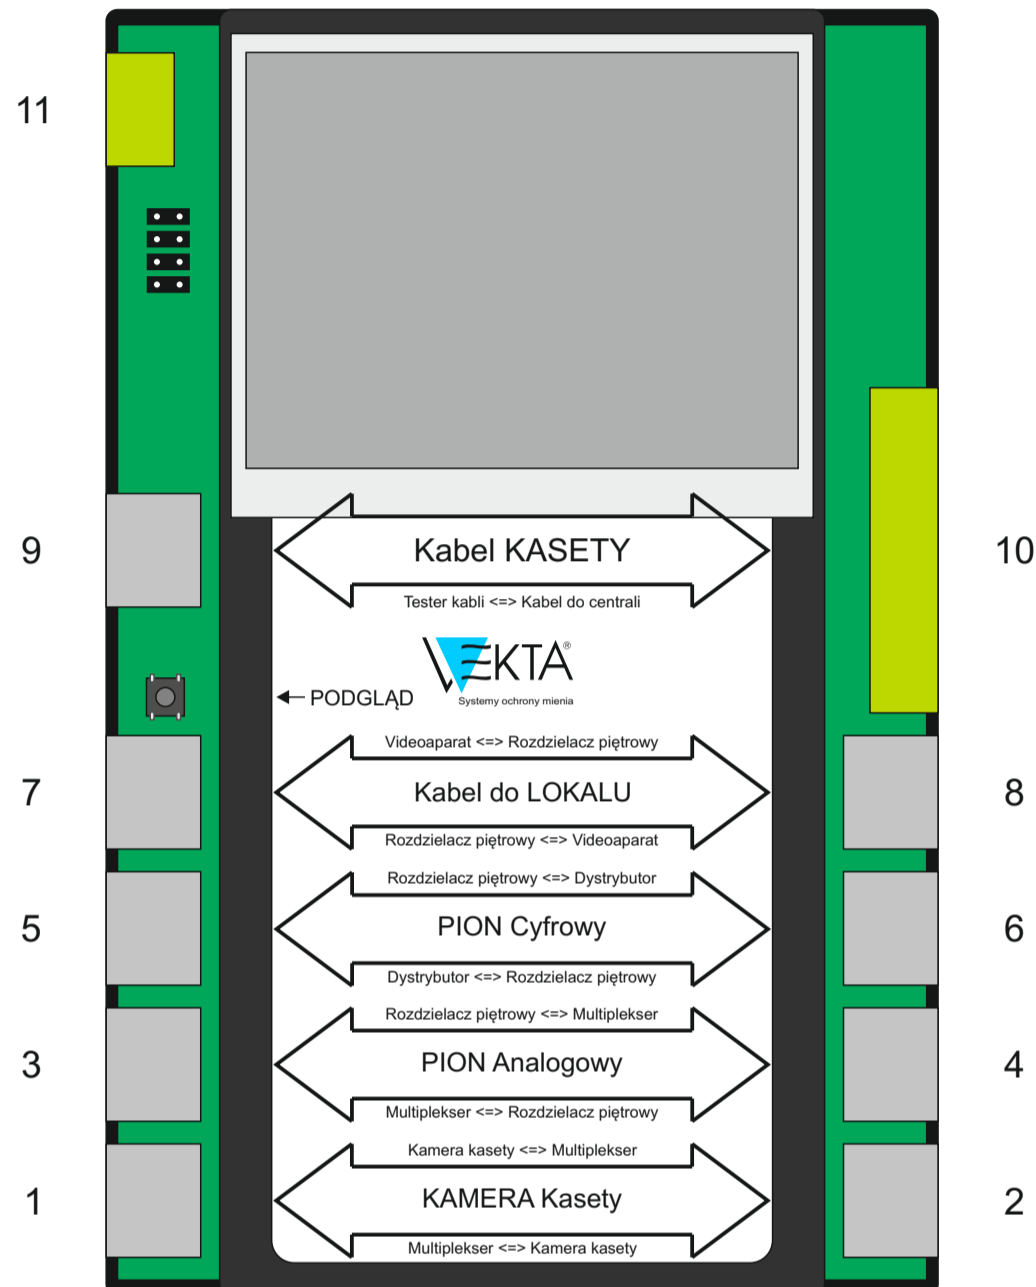 11
9
Kabel KASETY
10
Tester kabli <=> Kabel do centrali
VEKTA®
Systemy ochrony mienia
PODGLĄD
Videoaparat <=> Rozdzielacz piętrowy
7
Kabel do LOKALU
8
Rozdzielacz piętrowy <=> Videoaparat
Rozdzielacz piętrowy <=> Dystrybutor
5
PION Cyfrowy
6
Dystrybutor <=> Rozdzielacz piętrowy
Rozdzielacz piętrowy <=> Multiplekser
3
PION Analogowy
4
Multiplekser <=> Rozdzielacz piętrowy
Kamera kasety <=> Multiplekser
1
KAMERA Kasety
2
Multiplekser <=> Kamera kasety